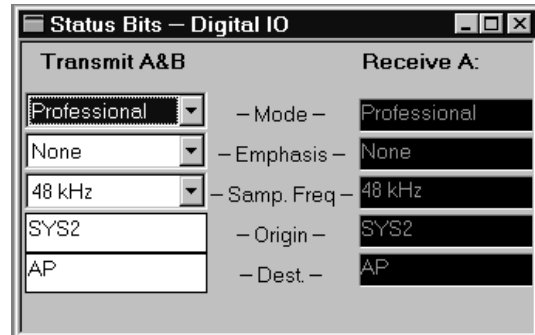 Status Bits – Digital IO
Transmit A&B Receive A:
Professional – Mode – Professional
None – Emphasis – None
48 kHz – Samp. Freq – 48 kHz
SYS2 – Origin – SYS2
AP – Dest. – AP